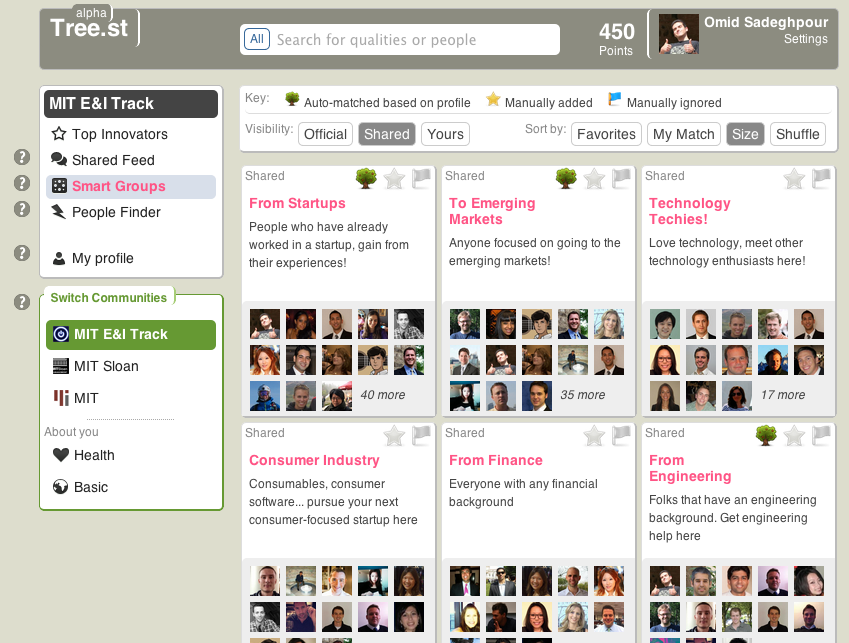 alpha
Tree.st
All
Search for qualities or people
450
Points
Omid Sadeghpour
Settings
MIT E&I Track
Top Innovators
? Shared Feed
? Smart Groups
? People Finder
? My profile
? Switch Communities
MIT E&I Track
MIT Sloan
MIT
About you
Health
Basic
Key: Auto-matched based on profile Manually added Manually ignored
Visibility: Official Shared Yours Sort by: Favorites My Match Size Shuffle
Shared
From Startups
People who have already
worked in a startup, gain from
their experiences!
40 more
Shared
To Emerging
Markets
Anyone focused on going to the
emerging markets!
35 more
Shared
Technology
Techies!
Love technology, meet other
technology enthusiasts here!
17 more
Shared
Consumer Industry
Consumables, consumer
software... pursue your next
consumer-focused startup here
Shared
From Finance
Everyone with any financial
background
Shared
From
Engineering
Folks that have an engineering
background. Get engineering
help here